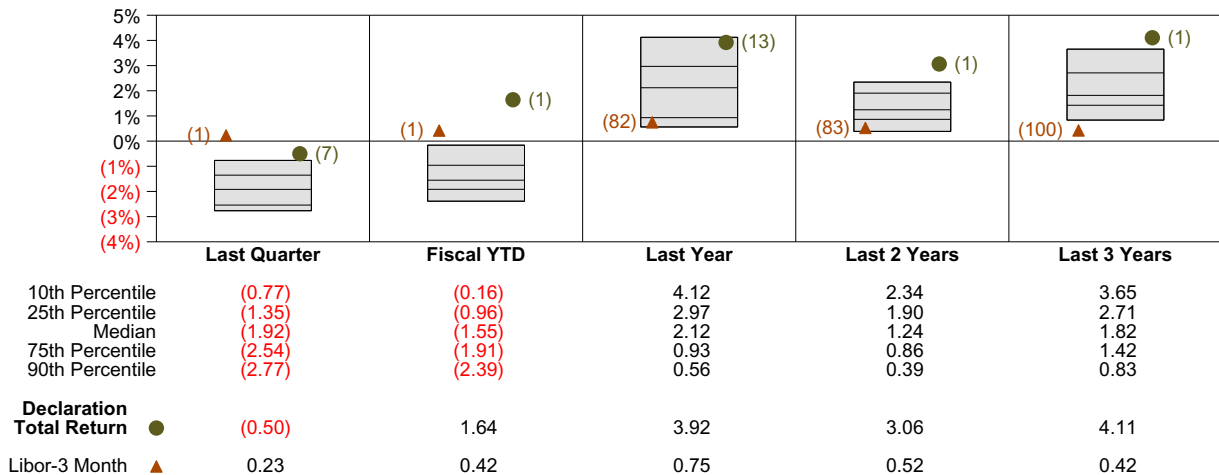 5%
4%
3%
2%
1%
0%
(1%)
(2%)
(3%)
(4%)
(1) (7)
(1) (1)
(82) (13)
(83) (1)
(100) (1)
Last Quarter Fiscal YTD Last Year Last 2 Years Last 3 Years
10th Percentile (0.77) (0.16) 4.12 2.34 3.65
25th Percentile (1.35) (0.96) 2.97 1.90 2.71
Median (1.92) (1.55) 2.12 1.24 1.82
75th Percentile (2.54) (1.91) 0.93 0.86 1.42
90th Percentile (2.77) (2.39) 0.56 0.39 0.83
Declaration
Total Return (0.50) 1.64 3.92 3.06 4.11
Libor-3 Month 0.23 0.42 0.75 0.52 0.42